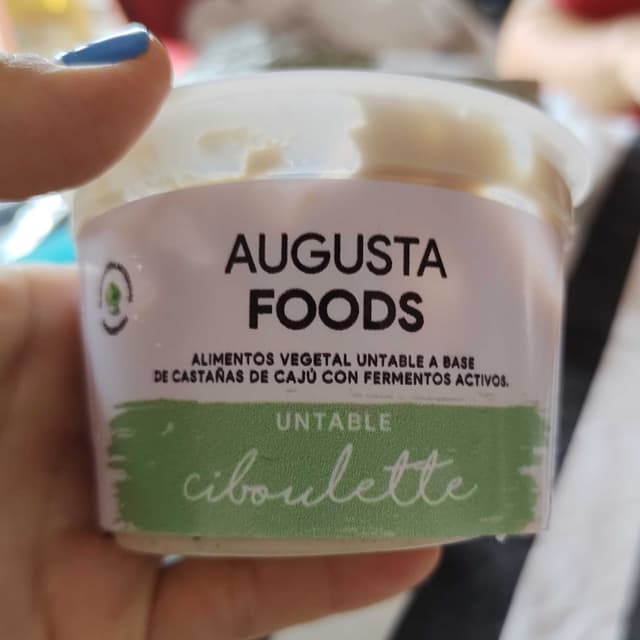 AUGUSTA
FOODS
ALIMENTOS VEGETAL UNTABLE A BASE
DE CASTAÑAS DE CAJÚ CON FERMENTOS ACTIVOS.
UNTABLE
ciboulette